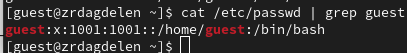 [guest@zrdagdelen ~]$ cat /etc/passwd | grep guest
guest:x:1001:1001::/home/guest:/bin/bash
[guest@zrdagdelen ~]$